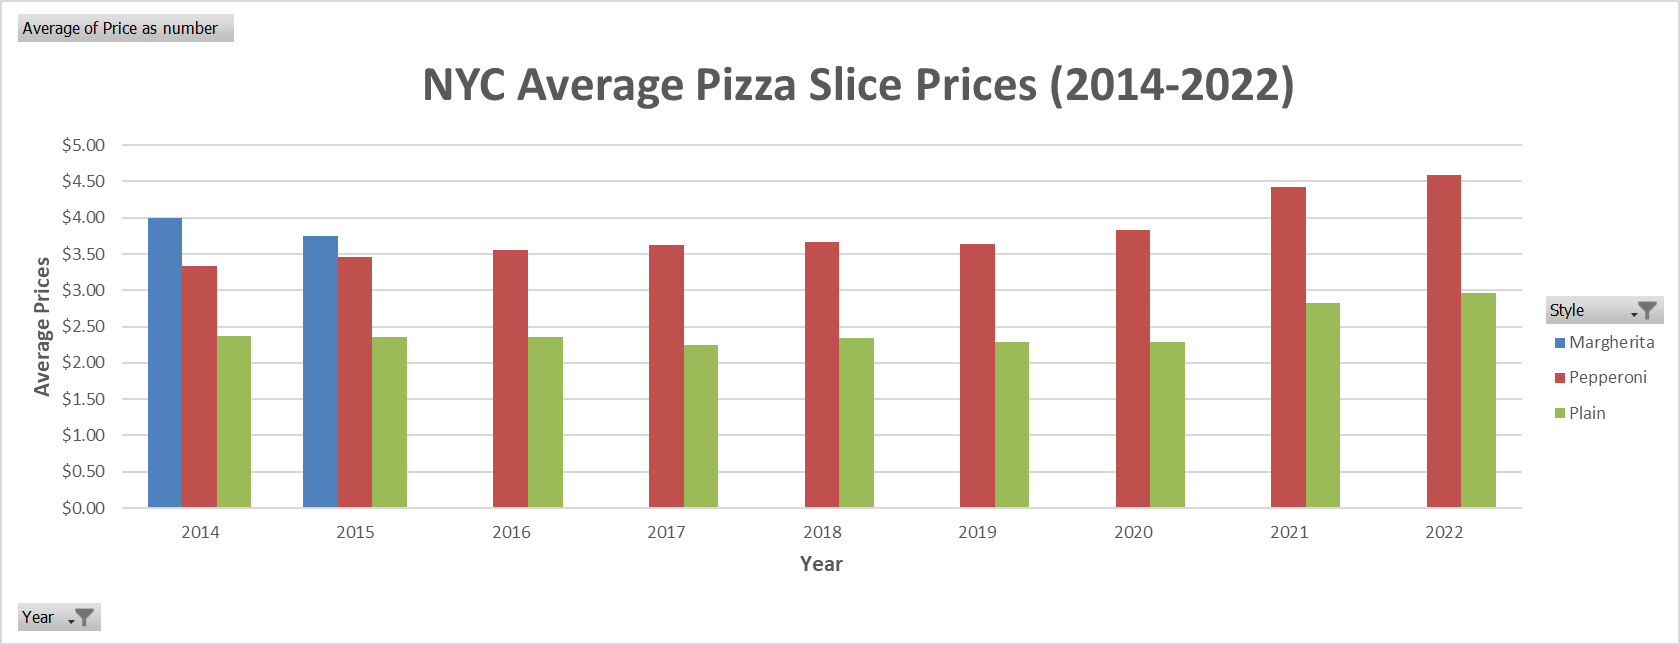 Average of Price as number
NYC Average Pizza Slice Prices (2014-2022)
$5.00
$4.50
$4.00
$3.50
$3.00
$2.50
$2.00
$1.50
$1.00
$0.50
$0.00
Average Prices
2014 2015 2016 2017 2018 2019 2020 2021 2022
Year
Style
Margherita
Pepperoni
Plain
Year